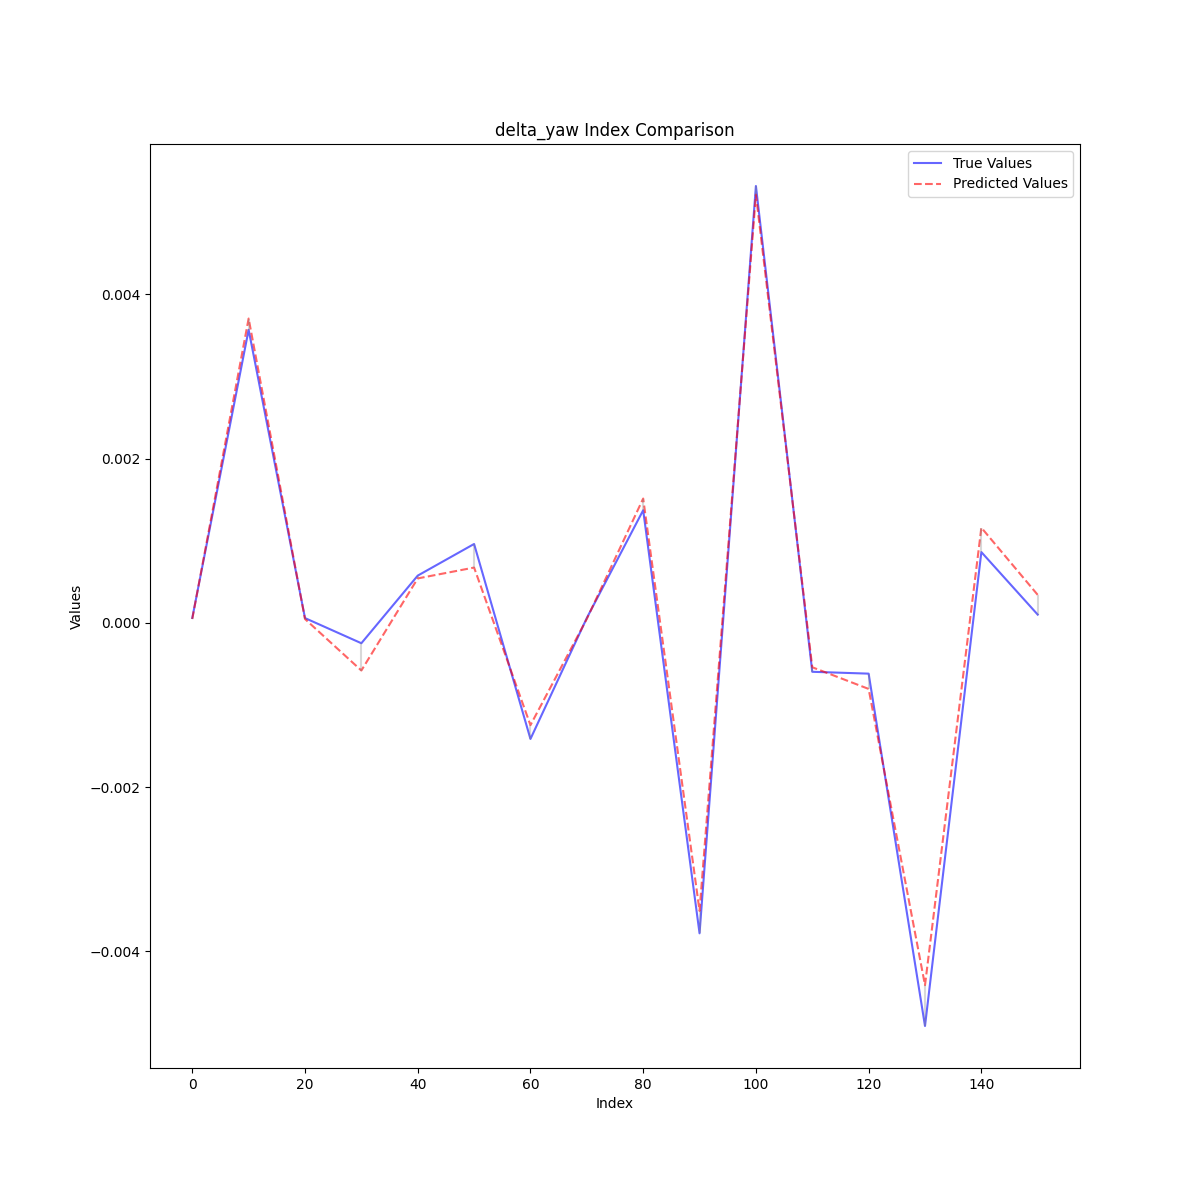 delta_yaw Index Comparison
True Values
Predicted Values
0.004
0.002
0.000
−0.002
−0.004
Values
0 20 40 60 80 100 120 140
Index